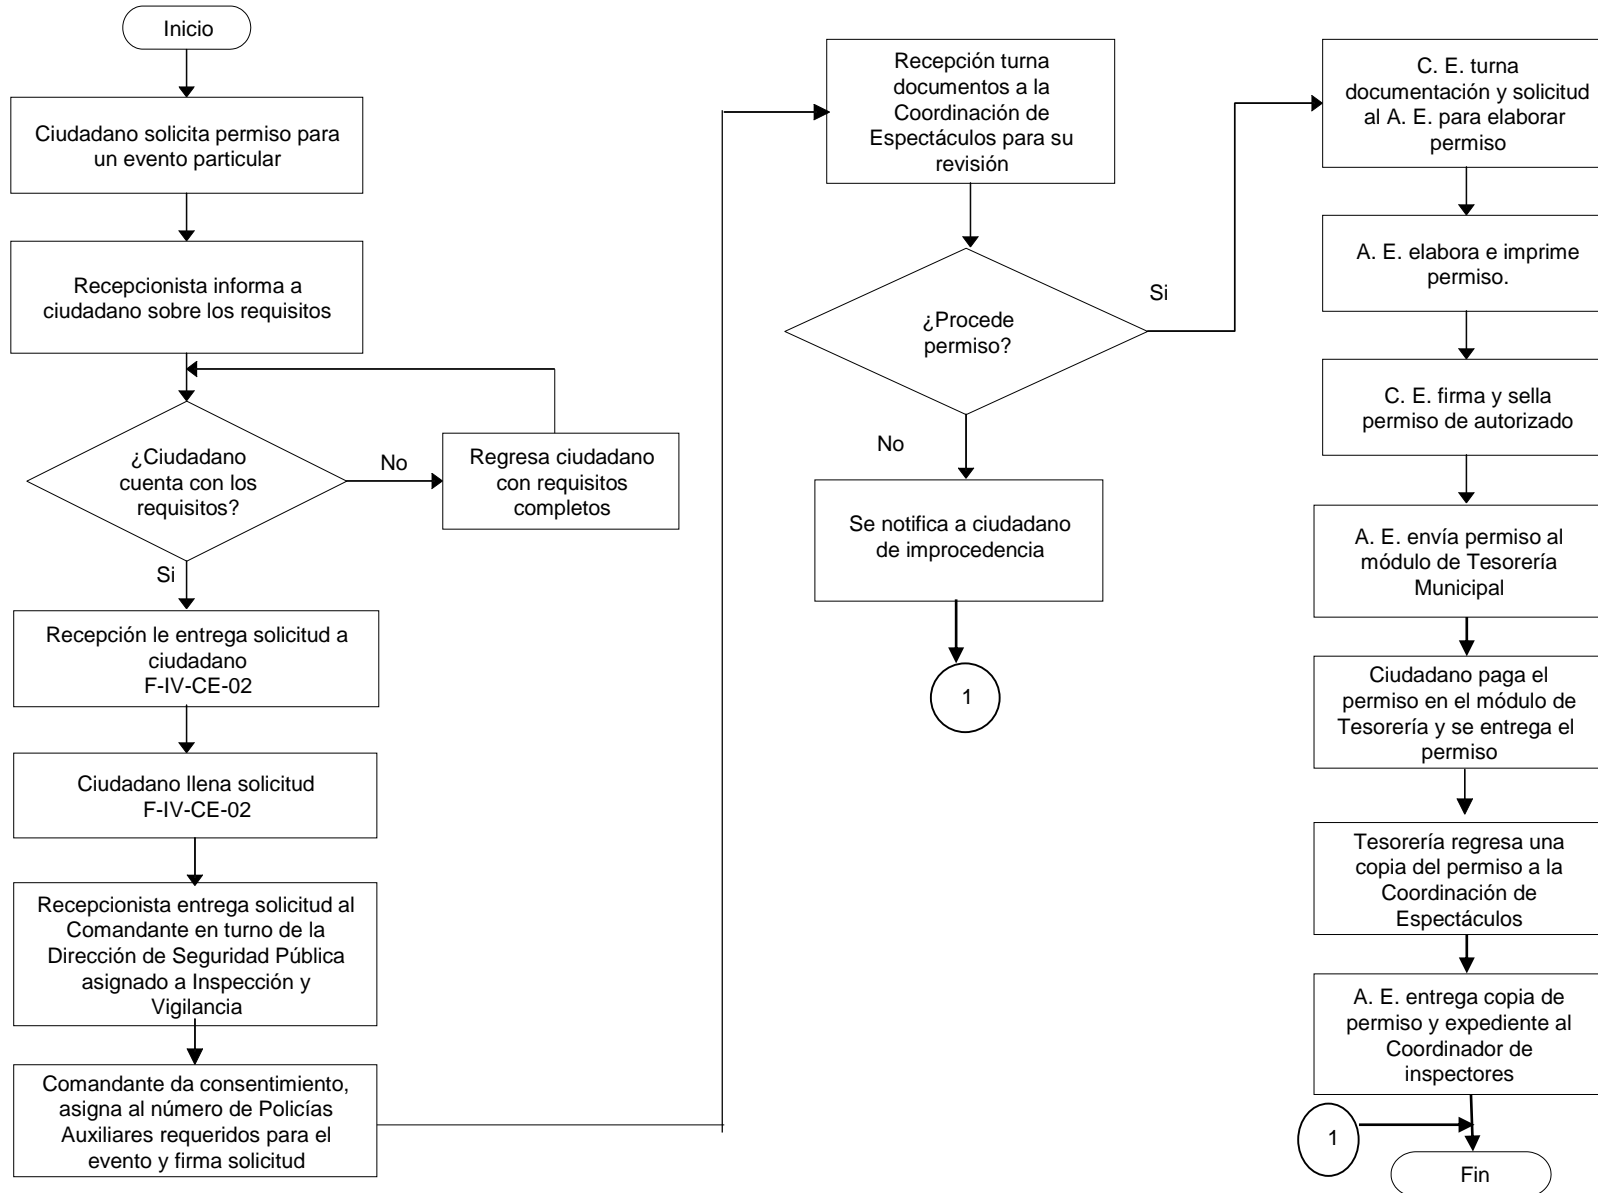 Inicio
Ciudadano solicita permiso para
un evento particular
Recepcionista informa a
ciudadano sobre los requisitos
¿Ciudadano
cuenta con los
requisitos?
No
Regresa ciudadano
con requisitos
completos
Si
Recepción le entrega solicitud a
ciudadano
F-IV-CE-02
Ciudadano llena solicitud
F-IV-CE-02
Recepcionista entrega solicitud al
Comandante en turno de la
Dirección de Seguridad Pública
asignado a Inspección y
Vigilancia
Comandante da consentimiento,
asigna al número de Policías
Auxiliares requeridos para el
evento y firma solicitud
Recepción turna
documentos a la
Coordinación de
Espectáculos para su
revisión
¿Procede
permiso?
Si
No
Se notifica a ciudadano
de improcedencia
1
C. E. turna
documentación y solicitud
al A. E. para elaborar
permiso
A. E. elabora e imprime
permiso.
C. E. firma y sella
permiso de autorizado
A. E. envía permiso al
módulo de Tesorería
Municipal
Ciudadano paga el
permiso en el módulo de
Tesorería y se entrega el
permiso
Tesorería regresa una
copia del permiso a la
Coordinación de
Espectáculos
A. E. entrega copia de
permiso y expediente al
Coordinador de
inspectores
1
Fin